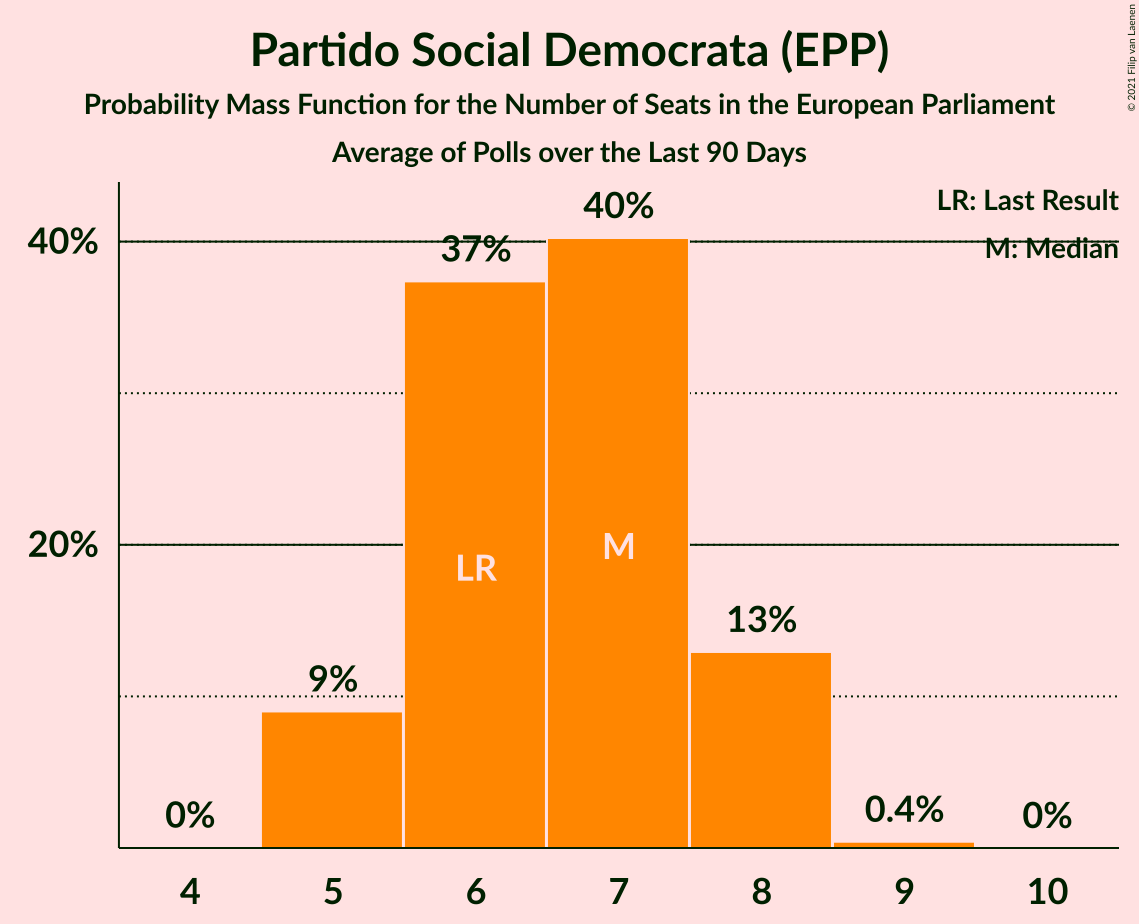 Partido Social Democrata (EPP)
Probability Mass Function for the Number of Seats in the European Parliament
Average of Polls over the Last 90 Days
© 2021 Filip van Laenen
LR: Last Result
M: Median
40%
20%
0%
9%
37%
40%
13%
0.4%
0%
LR
M
4
5
6
7
8
9
10